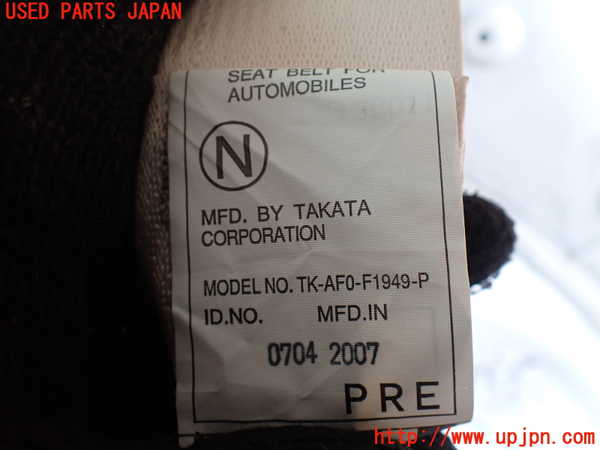 USED PARTS JAPAN
SEAT BELT FOR
AUTOMOBILES
N
MFD. BY TAKATA
CORPORATION
MODEL NO. TK-AF0-F1949-P
ID.NO. MFD.IN
0704 2007
PRE
http://www.upjpn.com/